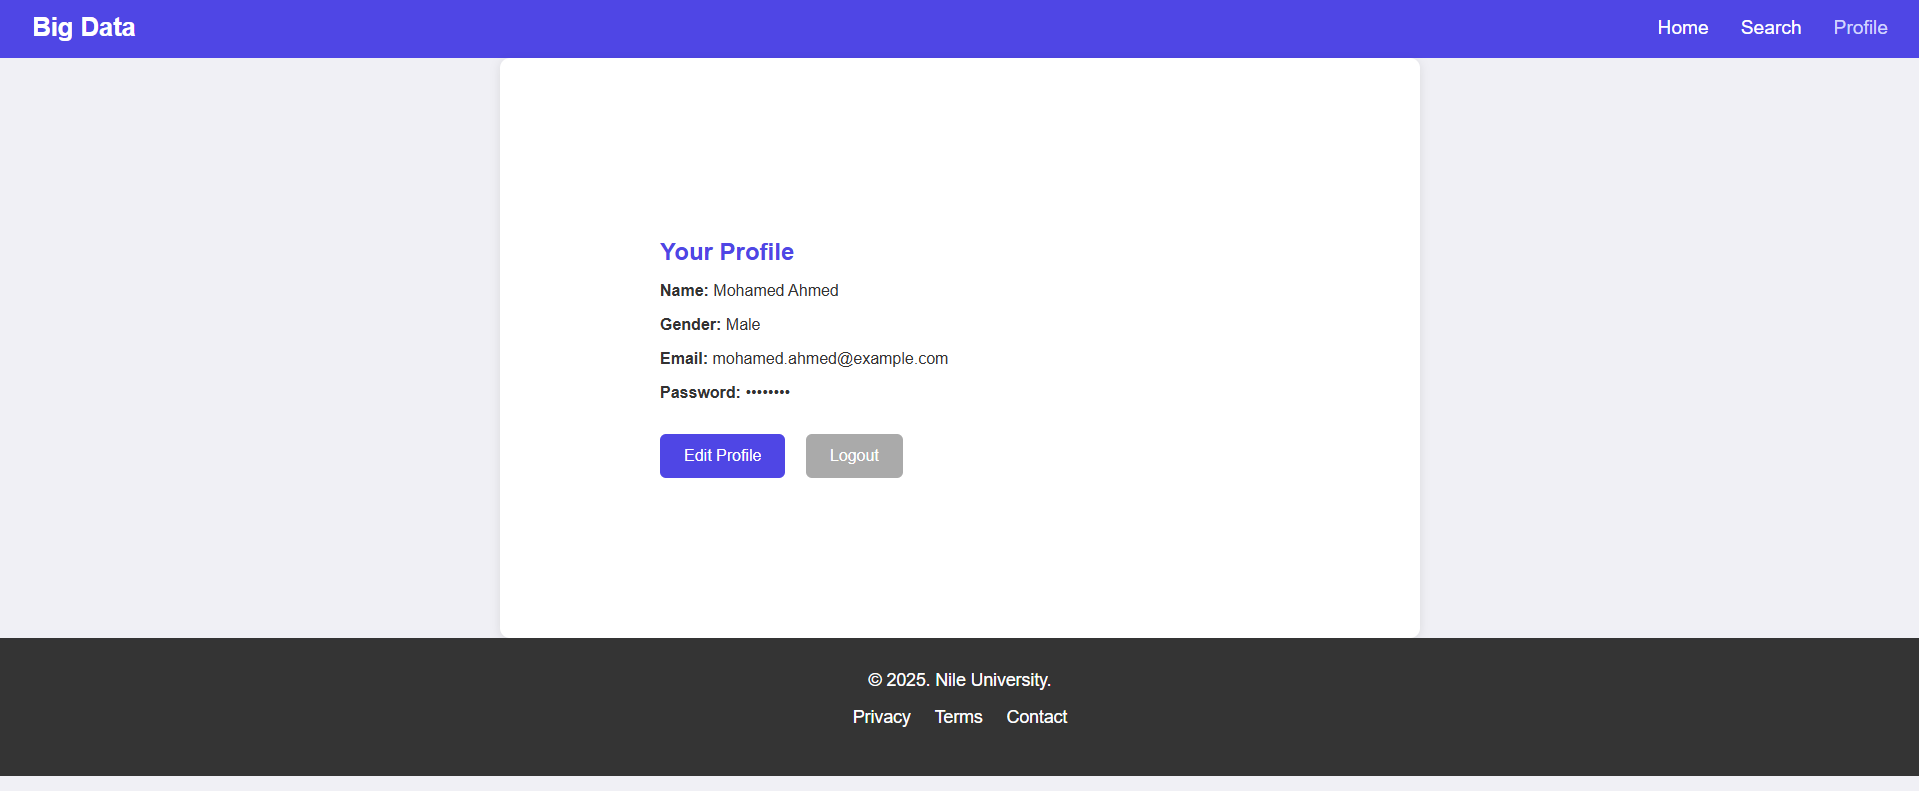 Big Data
Home Search Profile
Your Profile
Name: Mohamed Ahmed
Gender: Male
Email: mohamed.ahmed@example.com
Password: ••••••••
Edit Profile Logout
© 2025. Nile University.
Privacy Terms Contact